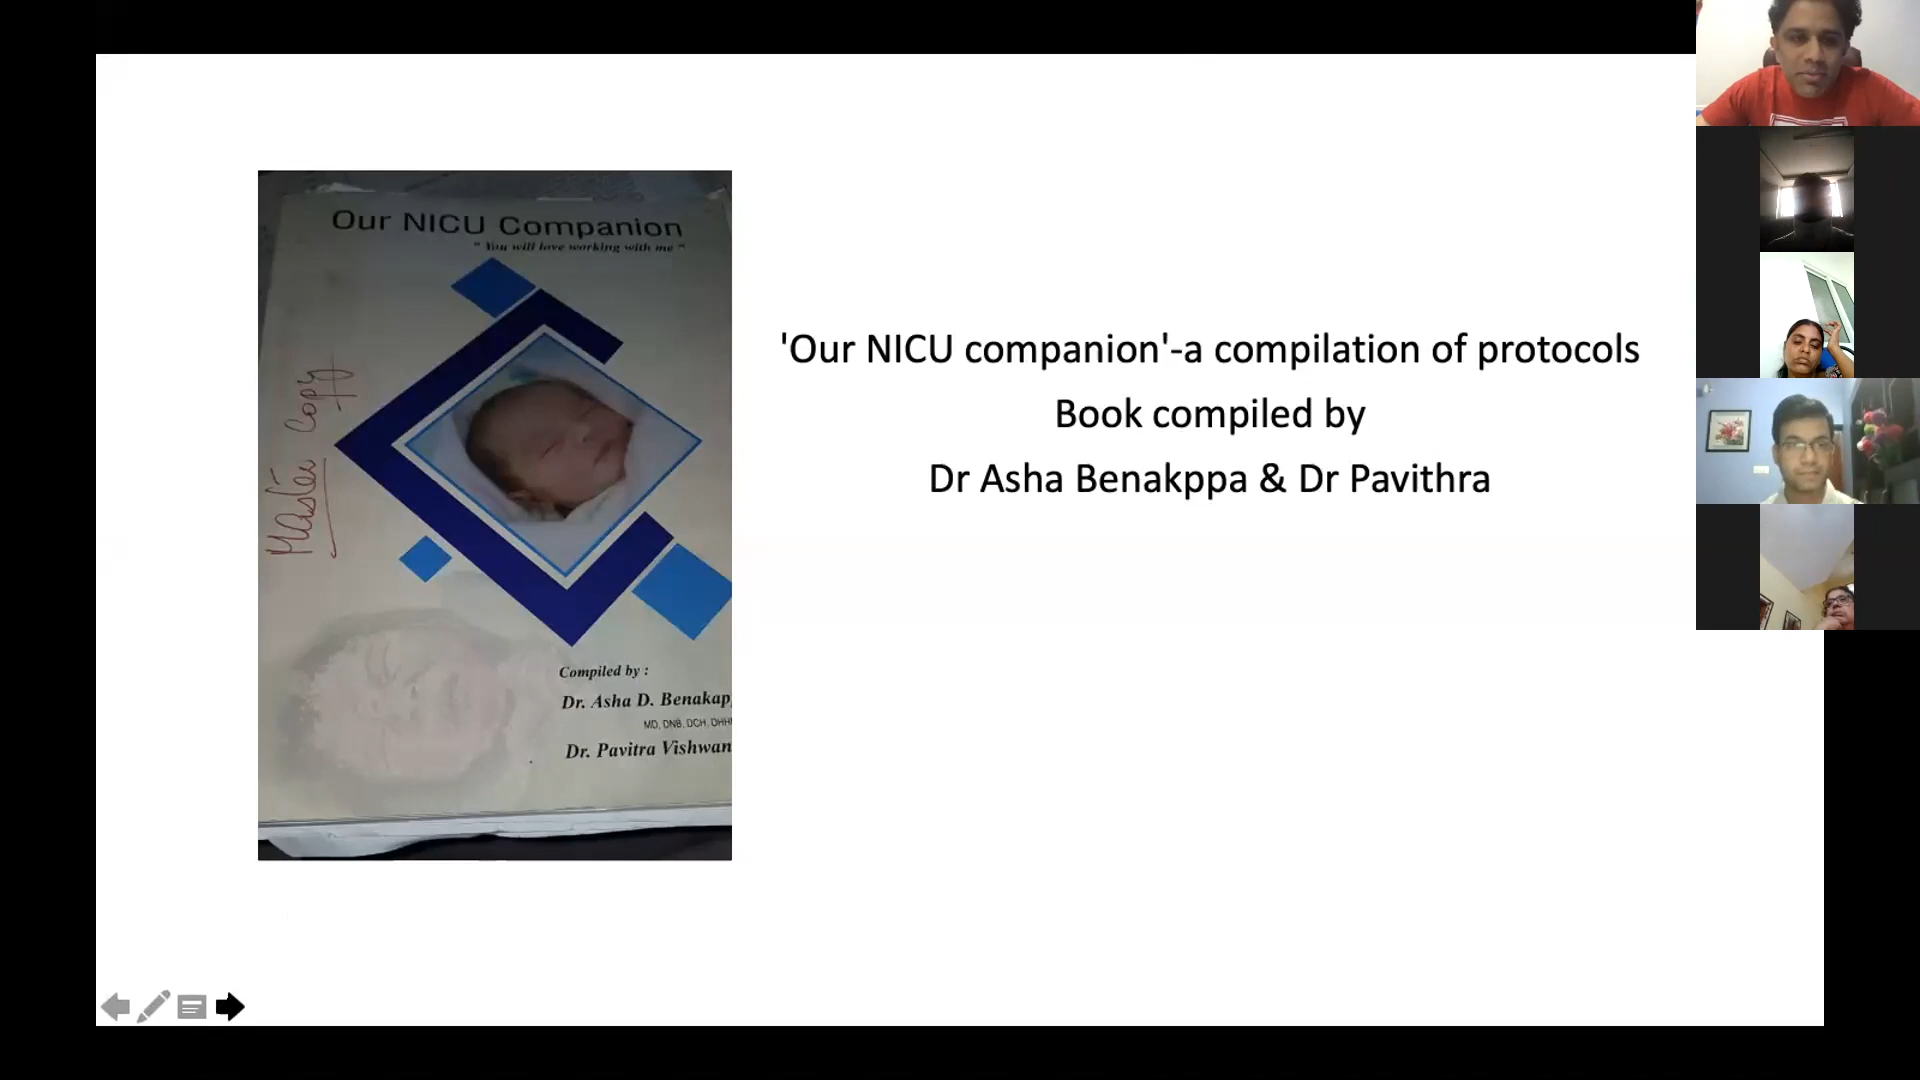 Our NICU Companion
" You will love working with me "
Master Copy
Compiled by :
Dr. Asha D. Benakap
MD, DNB, DCH, DHH
Dr. Pavitra Vishwan
'Our NICU companion'-a compilation of protocols
Book compiled by
Dr Asha Benakppa & Dr Pavithra